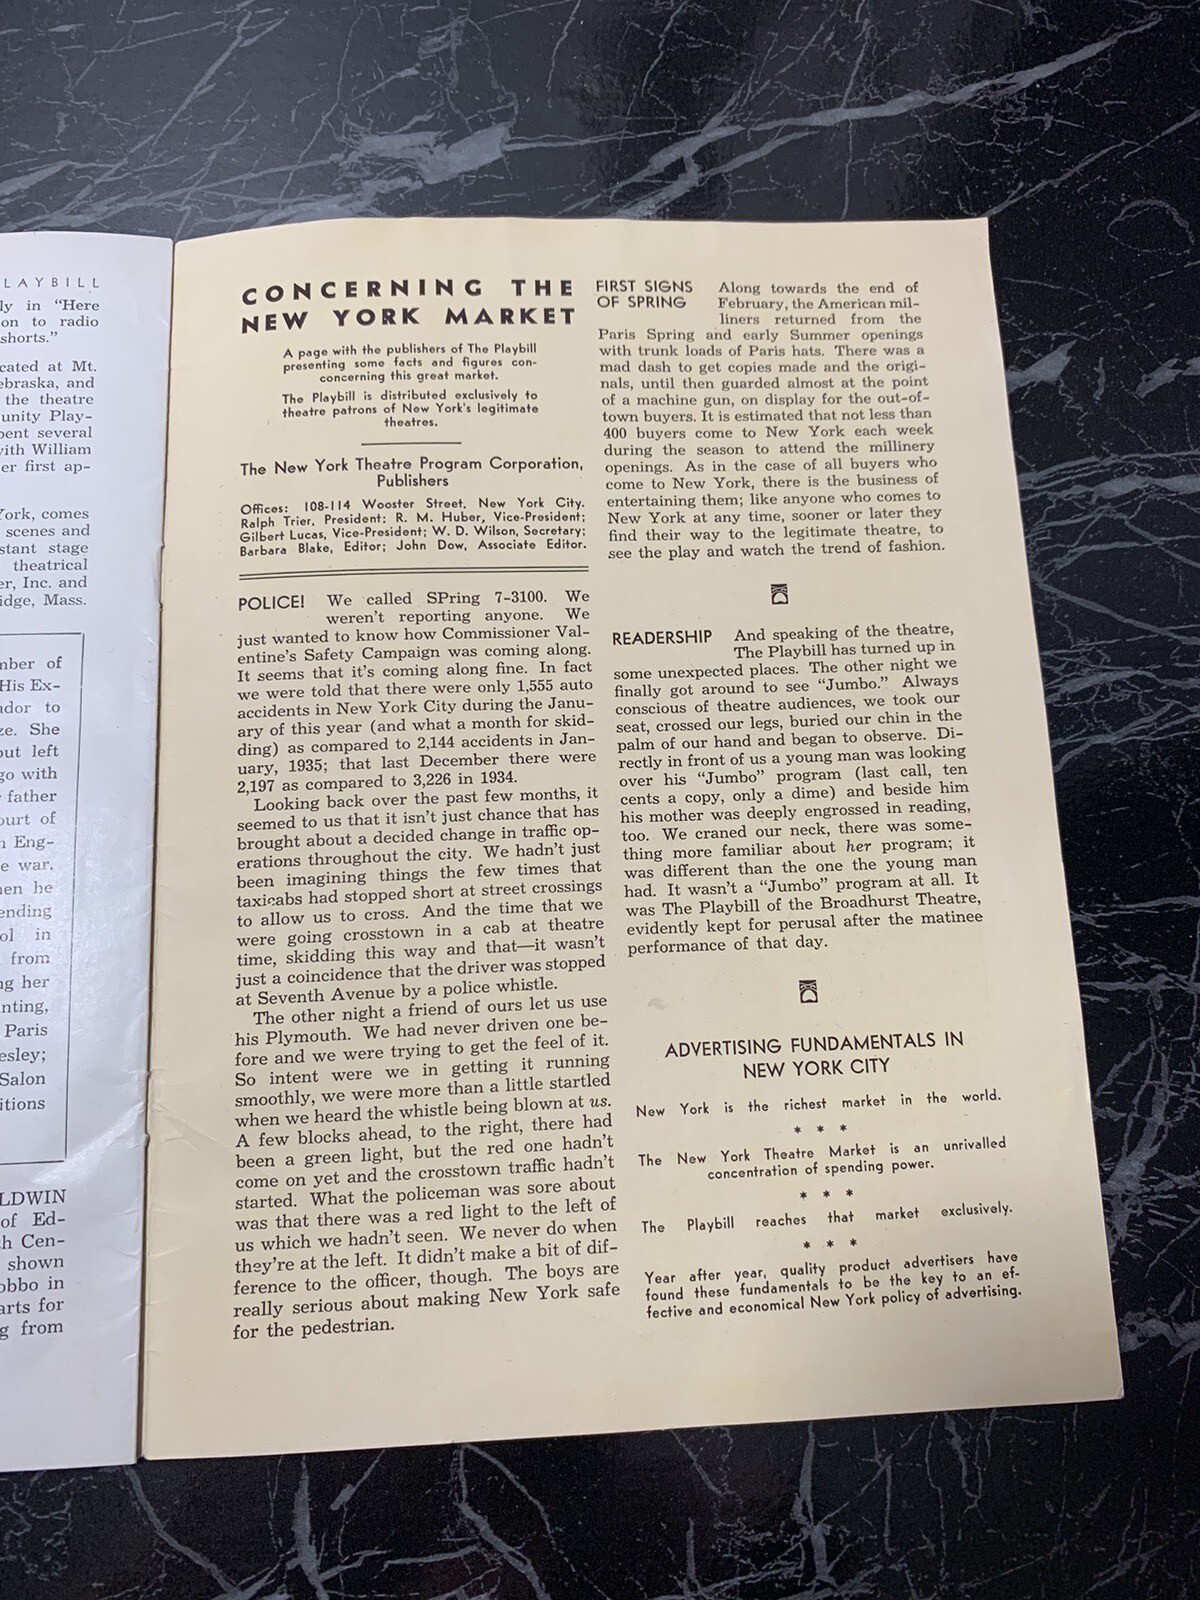 LAYBILL
ly in "Here
on to radio
shorts."
cated at Mt.
ebraska, and
the theatre
unity Play-
pent several
with William
er first ap-
York, comes
scenes and
stant stage
theatrical
er, Inc. and
idge, Mass.
mber of
His Ex-
ador to
ze. She
out left
go with
father
ourt of
n Eng-
e war.
hen he
ending
ol in
from
ng her
nting,
Paris
esley;
Salon
itions
LDWIN
of Ed-
th Cen-
shown
obbo in
arts for
g from
CONCERNING THE
NEW YORK MARKET
A page with the publishers of The Playbill
presenting some facts and figures con-
concerning this great market.
The Playbill is distributed exclusively to
theatre patrons of New York's legitimate
theatres.
The New York Theatre Program Corporation,
Publishers
Offices: 108-114 Wooster Street, New York City.
Ralph Trier, President; R. M. Huber, Vice-President;
Gilbert Lucas, Vice-President; W. D. Wilson, Secretary;
Barbara Blake, Editor; John Dow, Associate Editor.
POLICE! We called SPring 7-3100. We
weren't reporting anyone. We
just wanted to know how Commissioner Val-
entine's Safety Campaign was coming along.
It seems that it's coming along fine. In fact
we were told that there were only 1,555 auto
accidents in New York City during the Janu-
ary of this year (and what a month for skid-
ding) as compared to 2,144 accidents in Jan-
uary, 1935; that last December there were
2,197 as compared to 3,226 in 1934.
Looking back over the past few months, it
seemed to us that it isn't just chance that has
brought about a decided change in traffic op-
erations throughout the city. We hadn't just
been imagining things the few times that
taxicabs had stopped short at street crossings
to allow us to cross. And the time that we
were going crosstown in a cab at theatre
time, skidding this way and that—it wasn't
just a coincidence that the driver was stopped
at Seventh Avenue by a police whistle.
The other night a friend of ours let us use
his Plymouth. We had never driven one be-
fore and we were trying to get the feel of it.
So intent were we in getting it running
smoothly, we were more than a little startled
when we heard the whistle being blown at us.
A few blocks ahead, to the right, there had
been a green light, but the red one hadn't
come on yet and the crosstown traffic hadn't
started. What the policeman was sore about
was that there was a red light to the left of
us which we hadn't seen. We never do when
they're at the left. It didn't make a bit of dif-
ference to the officer, though. The boys are
really serious about making New York safe
for the pedestrian.
FIRST SIGNS
OF SPRING
Along towards the end of
February, the American mil-
liners returned from the
Paris Spring and early Summer openings
with trunk loads of Paris hats. There was a
mad dash to get copies made and the origi-
nals, until then guarded almost at the point
of a machine gun, on display for the out-of-
town buyers. It is estimated that not less than
400 buyers come to New York each week
during the season to attend the millinery
openings. As in the case of all buyers who
come to New York, there is the business of
entertaining them; like anyone who comes to
New York at any time, sooner or later they
find their way to the legitimate theatre, to
see the play and watch the trend of fashion.
READERSHIP And speaking of the theatre,
The Playbill has turned up in
some unexpected places. The other night we
finally got around to see "Jumbo." Always
conscious of theatre audiences, we took our
seat, crossed our legs, buried our chin in the
palm of our hand and began to observe. Di-
rectly in front of us a young man was looking
over his "Jumbo" program (last call, ten
cents a copy, only a dime) and beside him
his mother was deeply engrossed in reading,
too. We craned our neck, there was some-
thing more familiar about her program; it
was different than the one the young man
had. It wasn't a "Jumbo" program at all. It
was The Playbill of the Broadhurst Theatre,
evidently kept for perusal after the matinee
performance of that day.
ADVERTISING FUNDAMENTALS IN
NEW YORK CITY
New York is the richest market in the world.
* * *
The New York Theatre Market is an unrivalled
concentration of spending power.
* * *
The Playbill reaches that market exclusively.
* * *
Year after year, quality product advertisers have
found these fundamentals to be the key to an ef-
fective and economical New York policy of advertising.